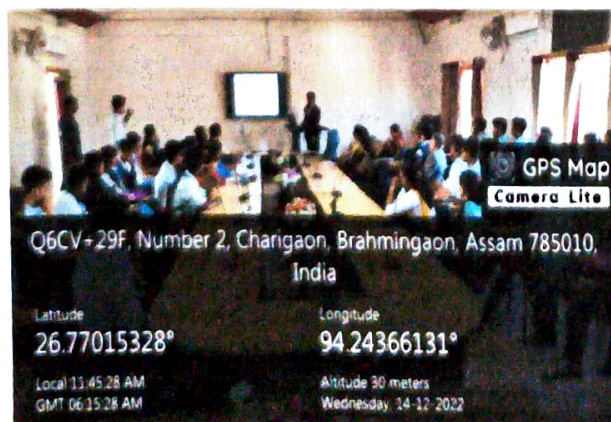 GPS Map
Camera Lite
Q6CV+29F, Number 2, Charigaon, Brahmingaon, Assam 785010,
India
Latitude
26.77015328°
Longitude
94.24366131°
Local 11:45:28 AM
GMT 06:15:28 AM
Altitude 30 meters
Wednesday, 14-12-2022